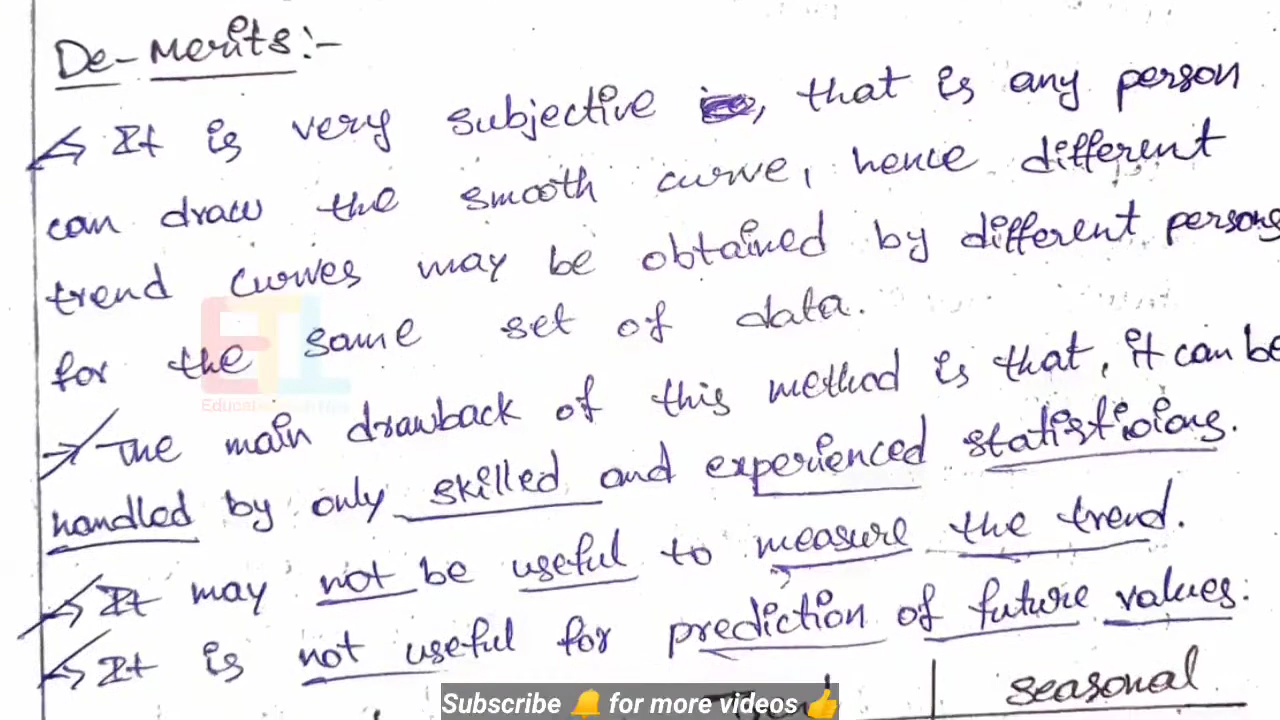 De-Merits:-
→ It is very subjective, that is any person
can draw the smooth curve, hence different
trend curves may be obtained by different persons
for the same set of data.
→ The main drawback of this method is that, it can be
handled by only skilled and experienced statisticians.
→ It may not be useful to measure the trend.
→ It is not useful for prediction of future values.
seasonal
ETL
Subscribe 🔔 for more videos 👍